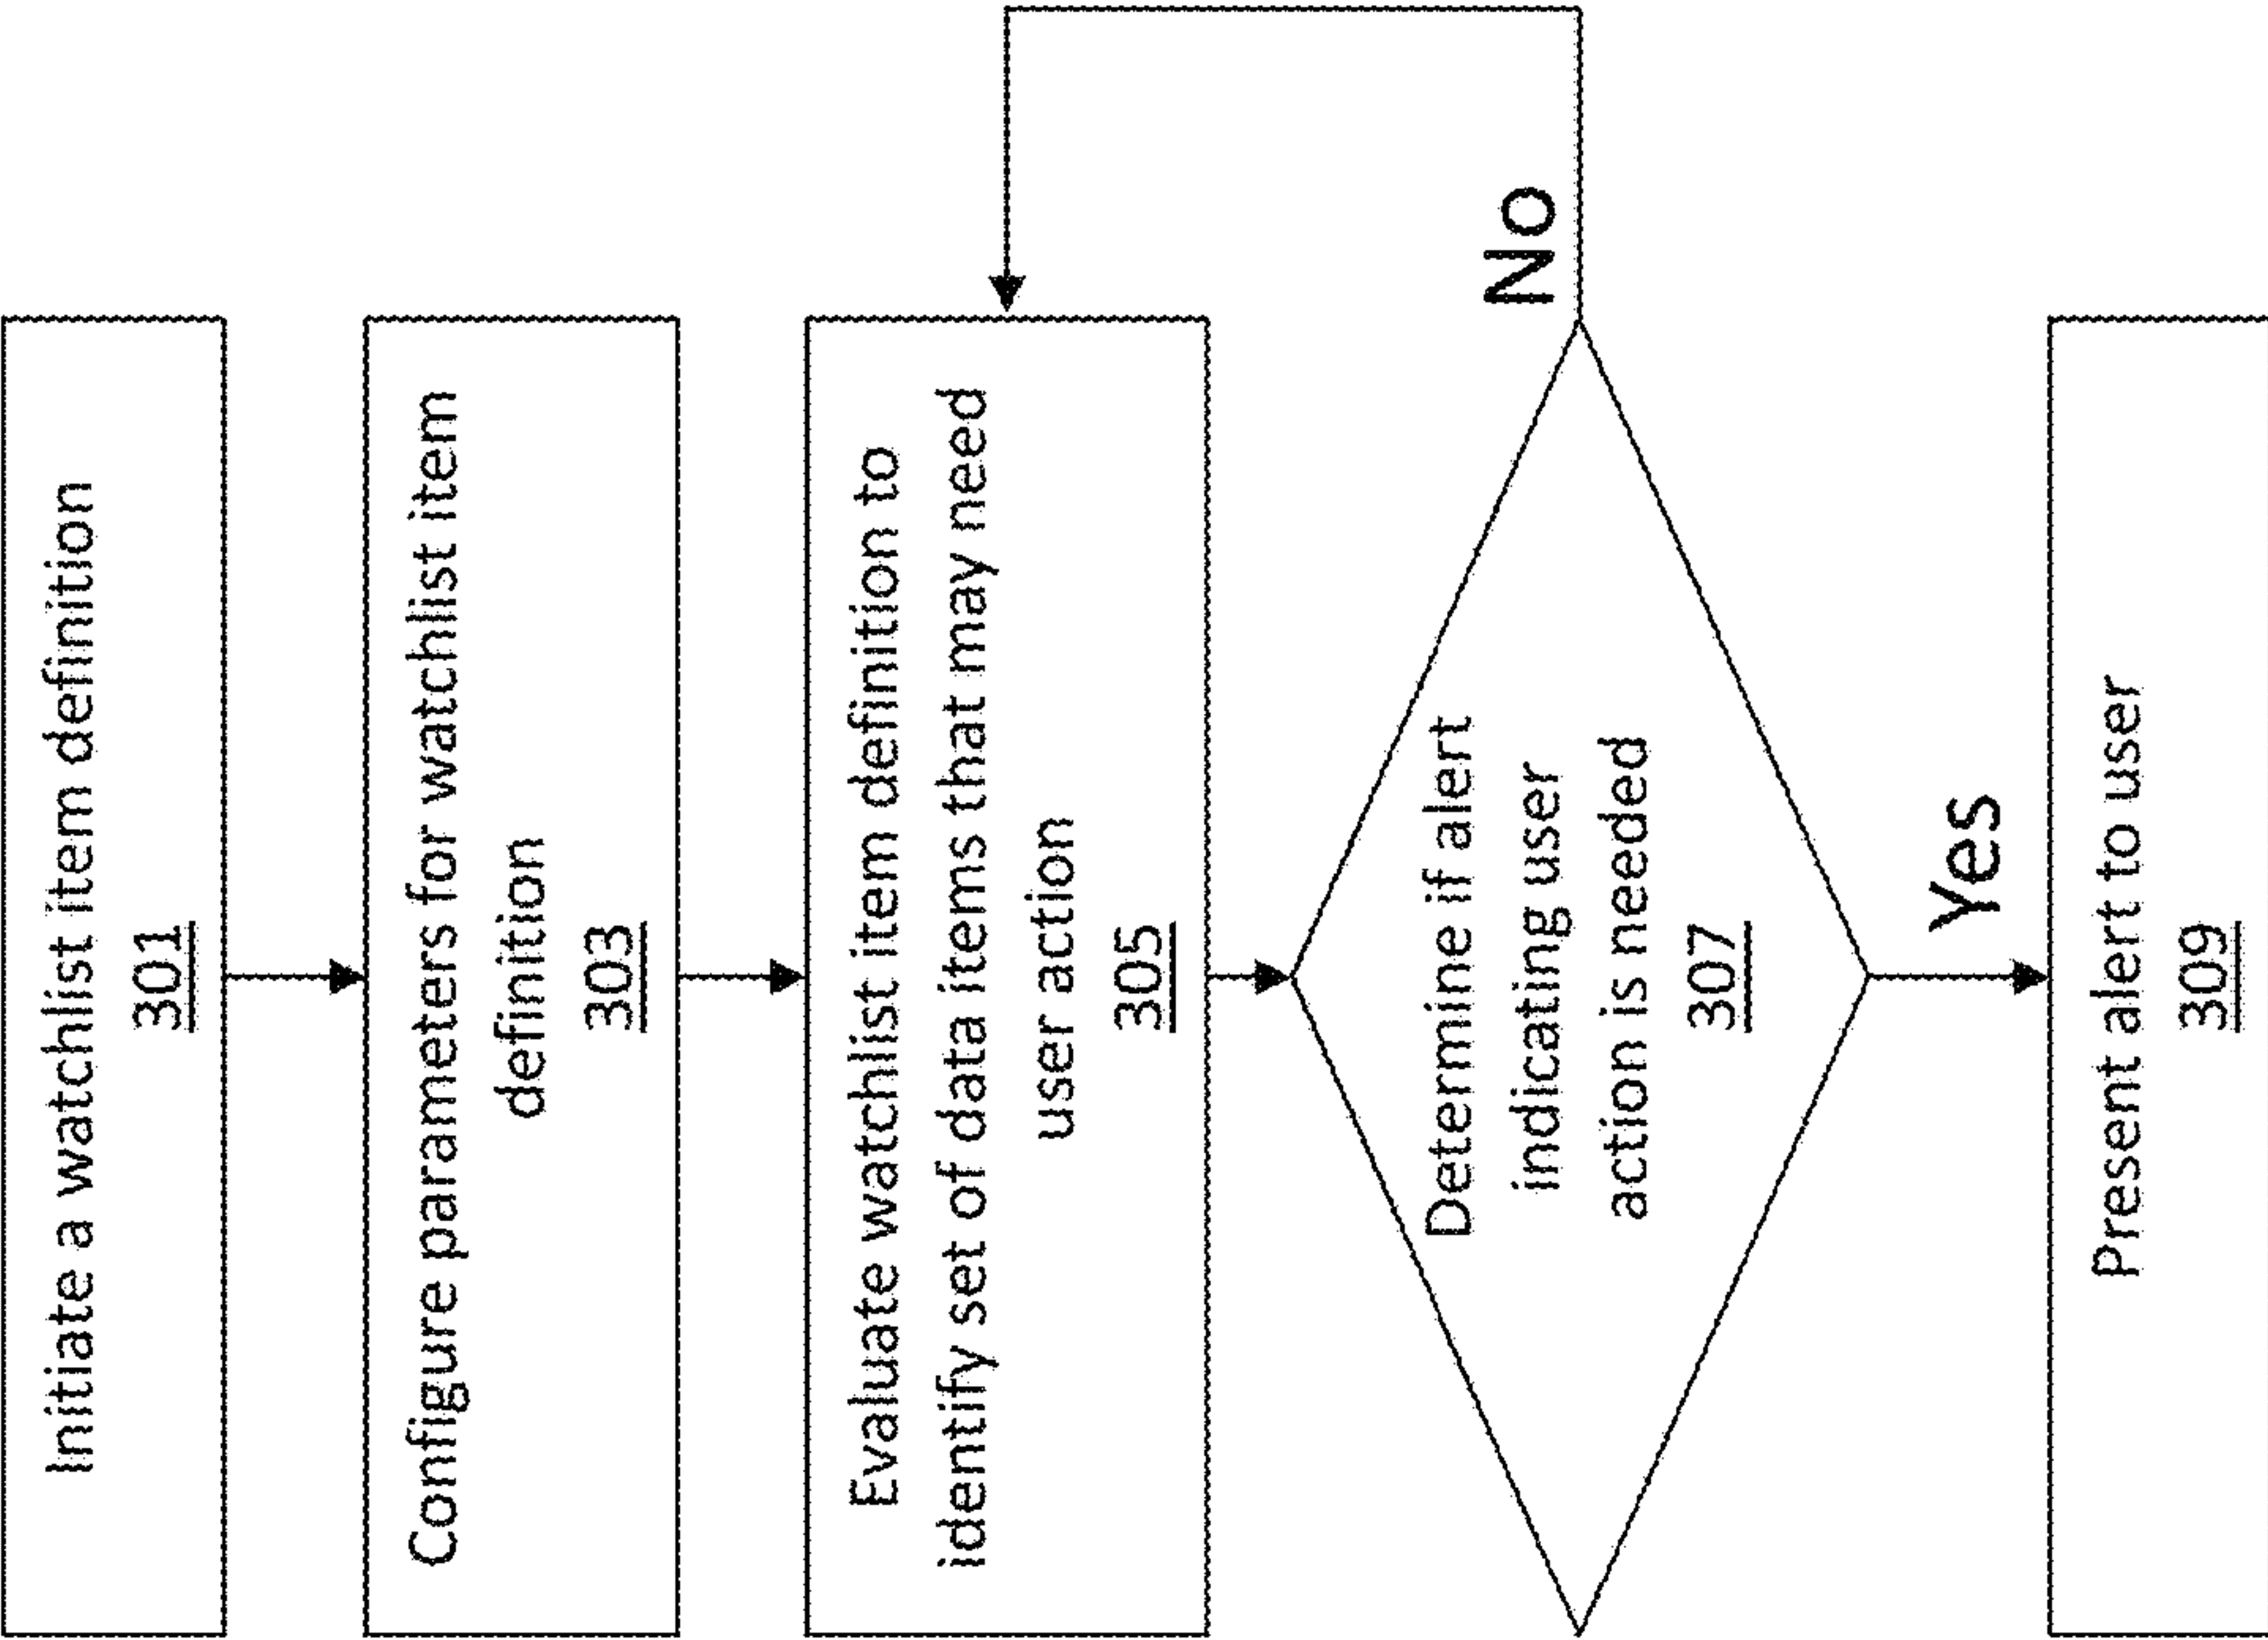 Initiate a watchlist item definition
301
Configure parameters for watchlist item
definition
303
Evaluate watchlist item definition to
identify set of data items that may need
user action
305
Determine if alert
indicating user
action is needed
307
No
Yes
Present alert to user
309